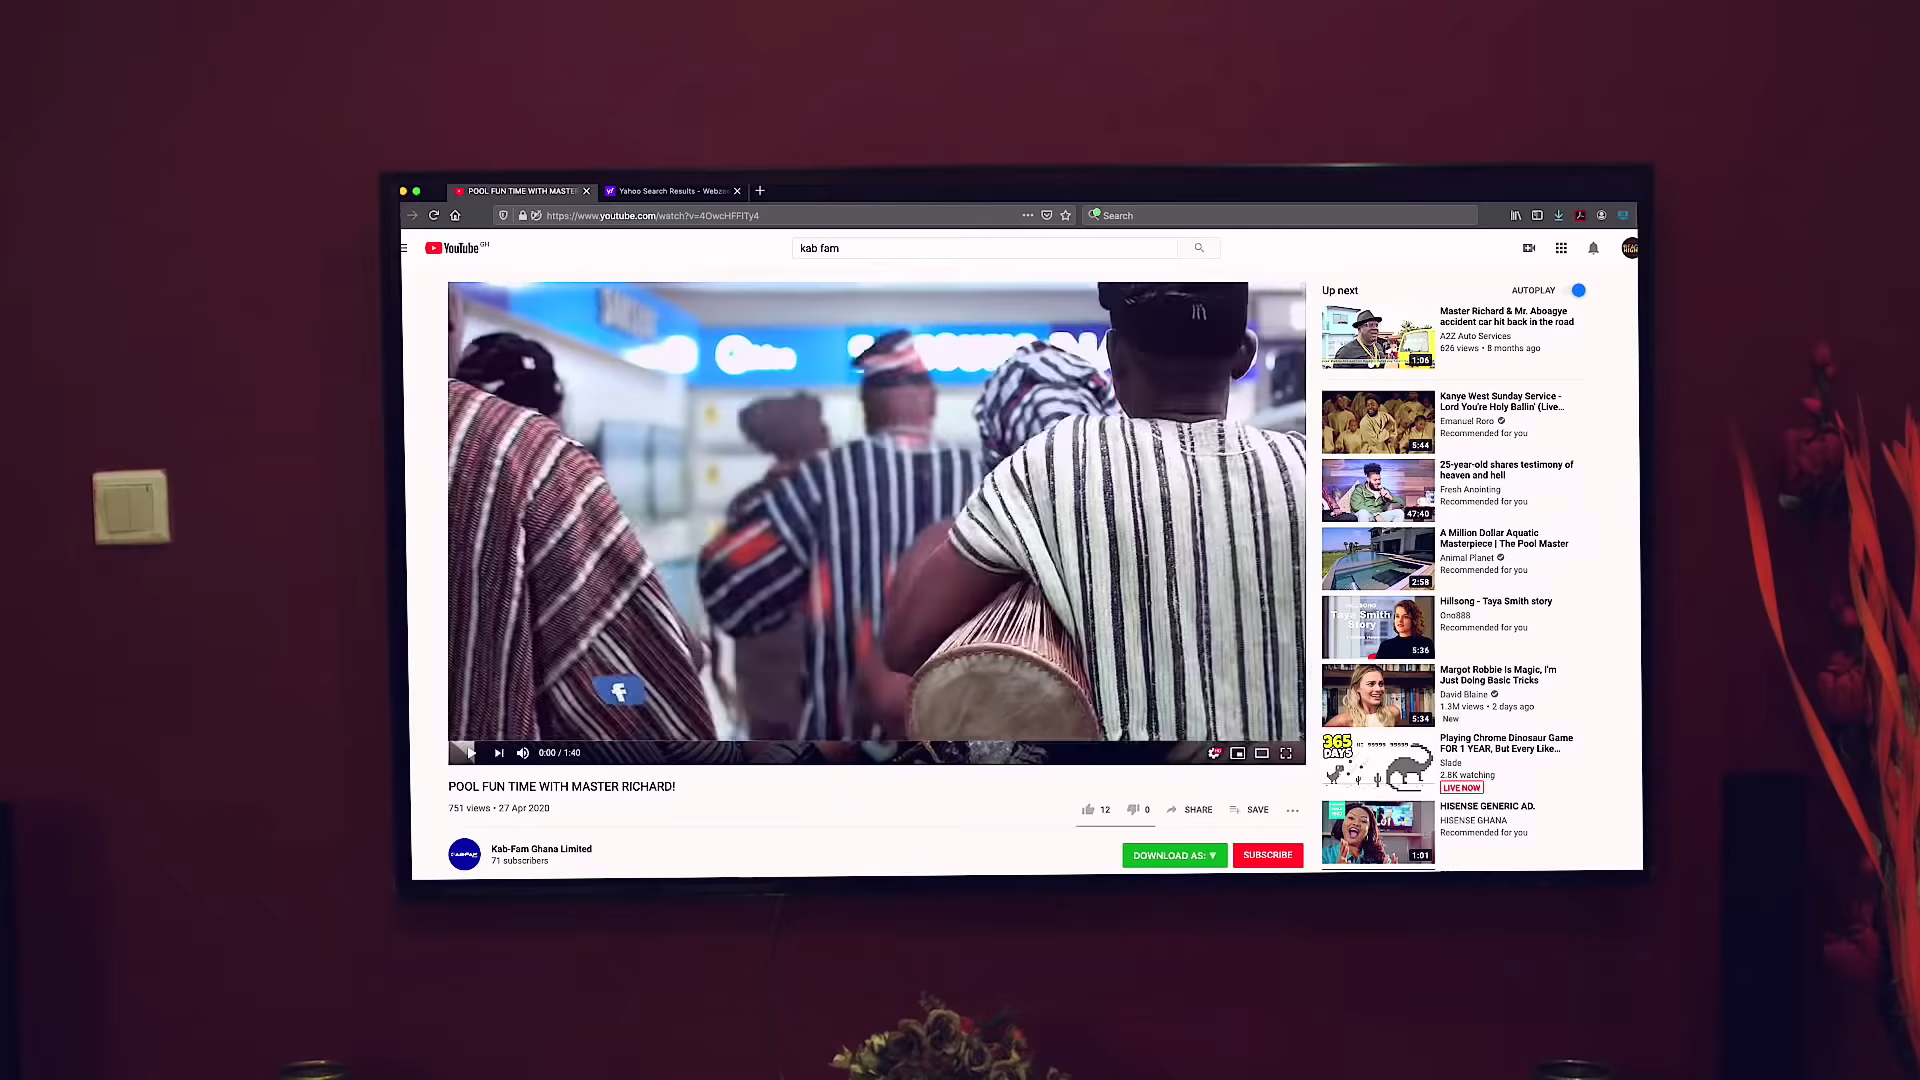 POOL FUN TIME WITH MASTER
Yahoo Search Results - Webzo
https://www.youtube.com/watch?v=4OwcHFFlTy4
Search
YouTube GH
kab fam
Up next
AUTOPLAY
Master Richard & Mr. Aboagye
accident car hit back in the road
A2Z Auto Services
626 views • 8 months ago
1:06
Kanye West Sunday Service -
Lord You're Holy Ballin' (Live...
Emanuel Roro
Recommended for you
5:44
25-year-old shares testimony of
heaven and hell
Fresh Anointing
Recommended for you
47:40
A Million Dollar Aquatic
Masterpiece | The Pool Master
Animal Planet
Recommended for you
2:58
Hillsong - Taya Smith story
Ono888
Recommended for you
HILLSONG
Taya Smith
Story
5:36
Margot Robbie Is Magic, I'm
Just Doing Basic Tricks
David Blaine
1.3M views • 2 days ago
New
5:34
365
DAYS
Playing Chrome Dinosaur Game
FOR 1 YEAR, But Every Like...
Slade
2.8K watching
LIVE NOW
HISENSE GENERIC AD.
HISENSE GHANA
Recommended for you
1:01
f
0:00 / 1:40
POOL FUN TIME WITH MASTER RICHARD!
751 views • 27 Apr 2020
12
0
SHARE
SAVE
KAB-FAM
Kab-Fam Ghana Limited
71 subscribers
DOWNLOAD AS: ▼
SUBSCRIBE